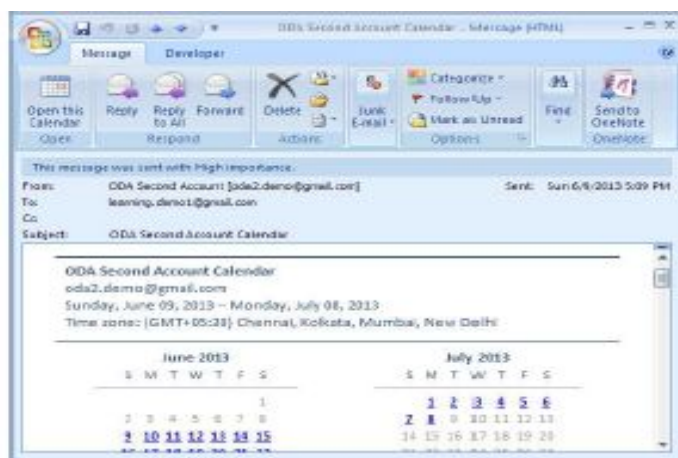 ODA Second Account Calendar - Message (HTML)
Message Developer
Open this Calendar
Reply
Reply to All
Forward
Delete
Junk E-mail
Categorize
Follow Up
Mark as Unread
Find
Send to OneNote
Open Respond Actions Options OneNote
This message was sent with High importance.
From: ODA Second Account [oda2.demo@gmail.com] Sent: Sun 6/9/2013 5:09 PM
To: learning.demo1@gmail.com
Cc
Subject: ODA Second Account Calendar
ODA Second Account Calendar
oda2.demo@gmail.com
Sunday, June 09, 2013 – Monday, July 08, 2013
Time zone: (GMT+05:30) Chennai, Kolkata, Mumbai, New Delhi
June 2013 July 2013
S M T W T F S S M T W T F S
1 1 2 3 4 5 6
2 3 4 5 6 7 8 7 8 9 10 11 12 13
9 10 11 12 13 14 15 14 15 16 17 18 19 20